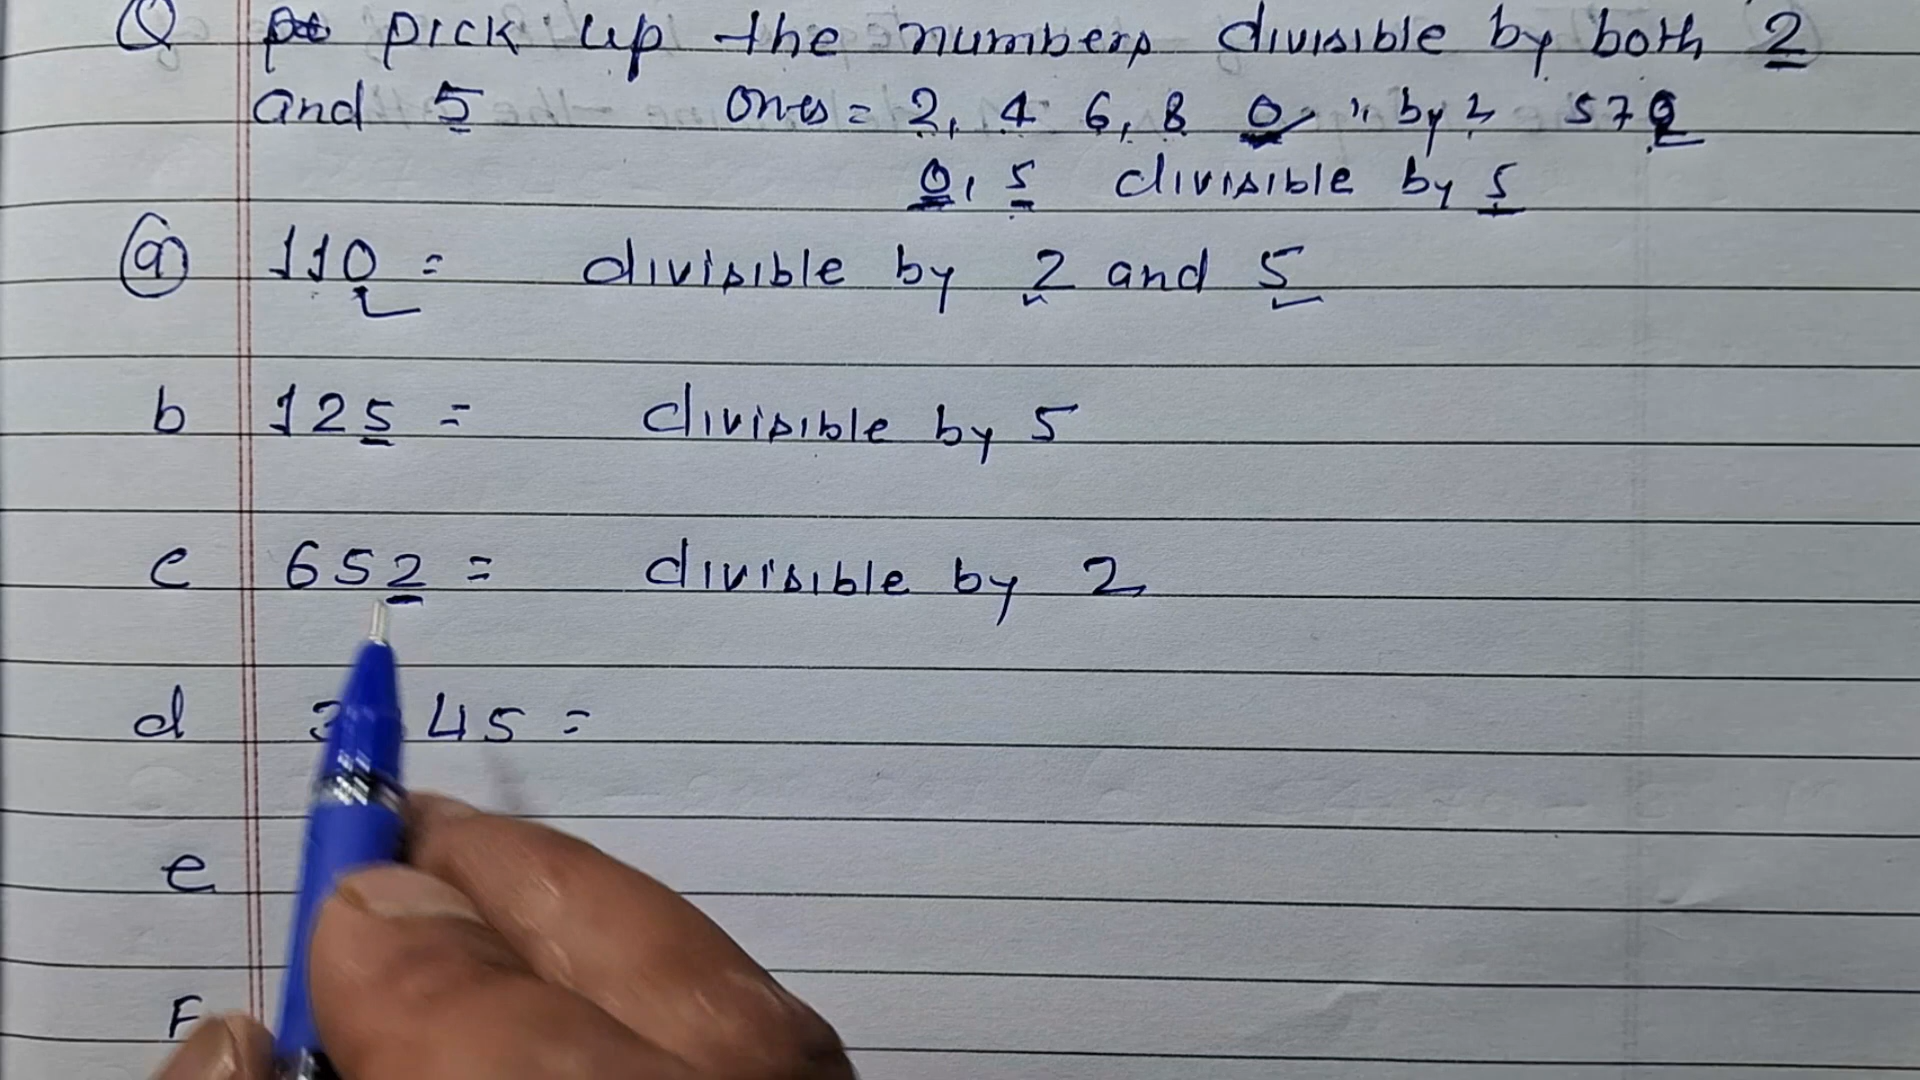 Q pick up the numbers divisible by both 2
and 5 ones = 2, 4 6, 8 0 " by 2 570
0, 5 divisible by 5
a 110 = divisible by 2 and 5
b 125 = divisible by 5
c 652 = divisible by 2
d 45 =
e
F